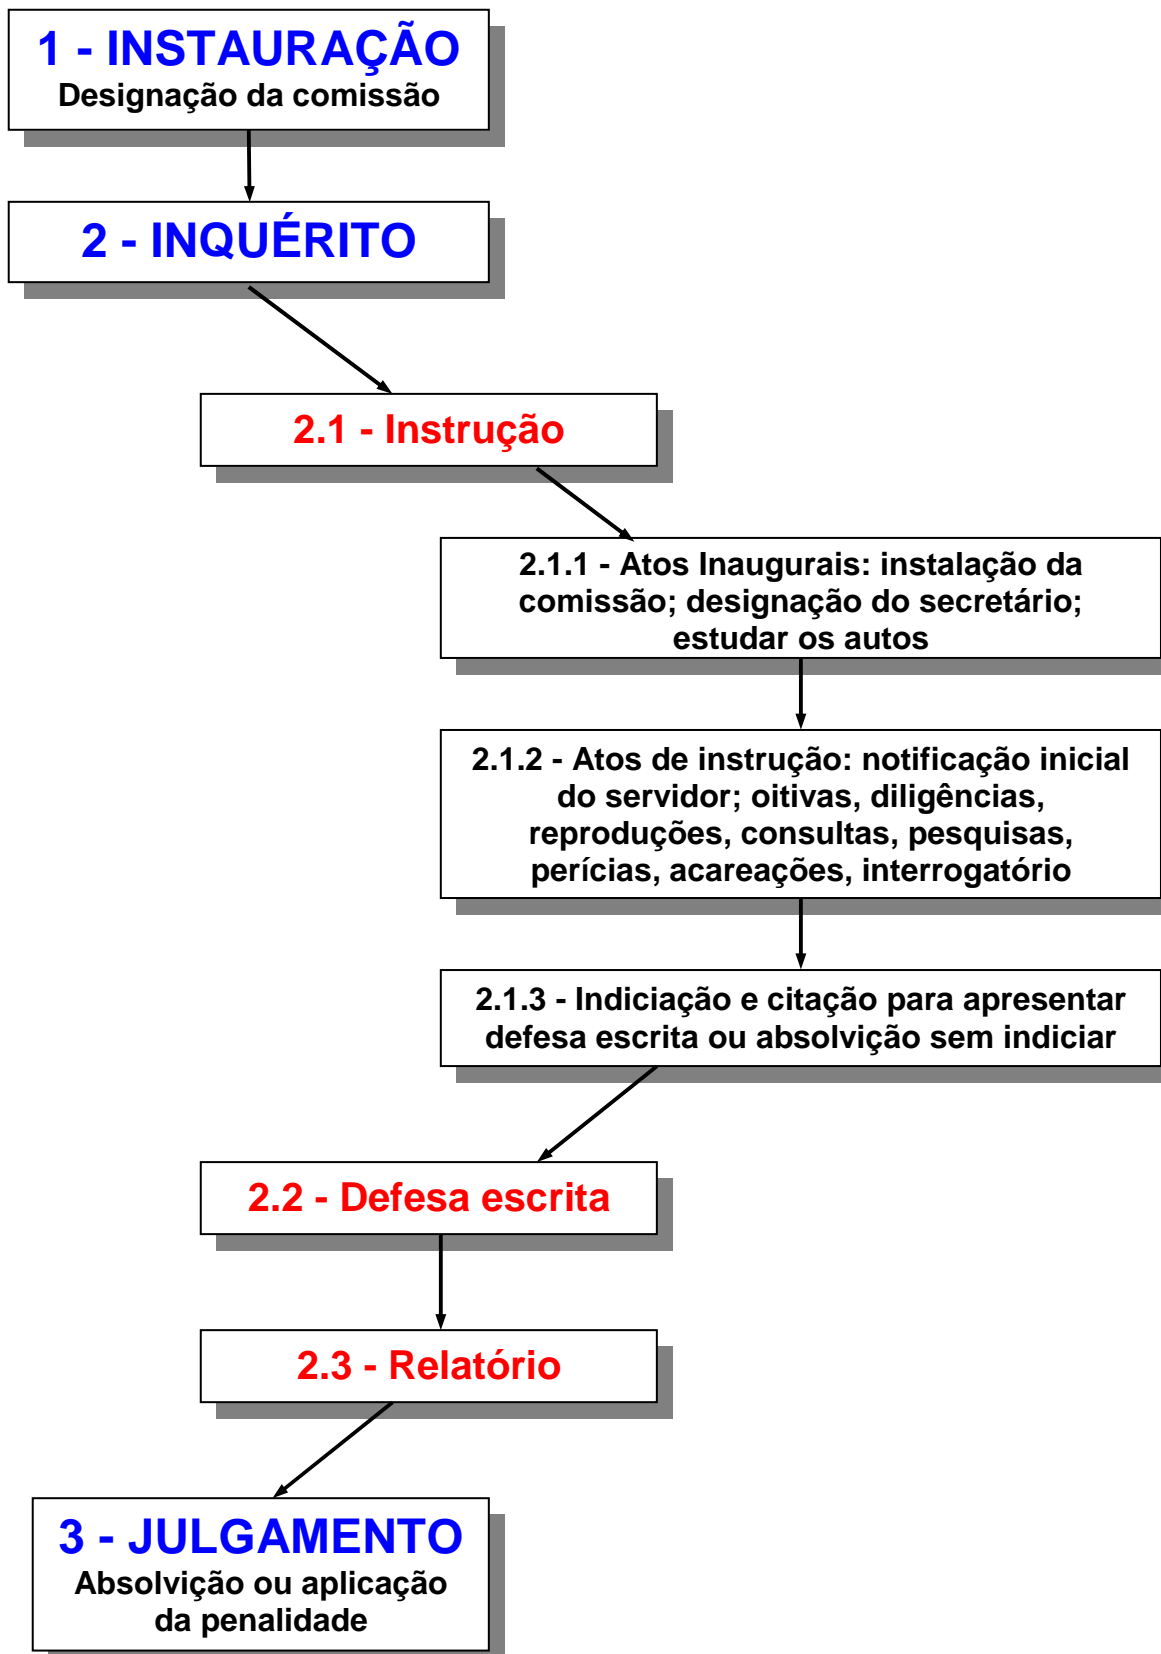 1 - INSTAURAÇÃO
Designação da comissão
2 - INQUÉRITO
2.1 - Instrução
2.1.1 - Atos Inaugurais: instalação da
comissão; designação do secretário;
estudar os autos
2.1.2 - Atos de instrução: notificação inicial
do servidor; oitivas, diligências,
reproduções, consultas, pesquisas,
perícias, acareações, interrogatório
2.1.3 - Indiciação e citação para apresentar
defesa escrita ou absolvição sem indiciar
2.2 - Defesa escrita
2.3 - Relatório
3 - JULGAMENTO
Absolvição ou aplicação
da penalidade